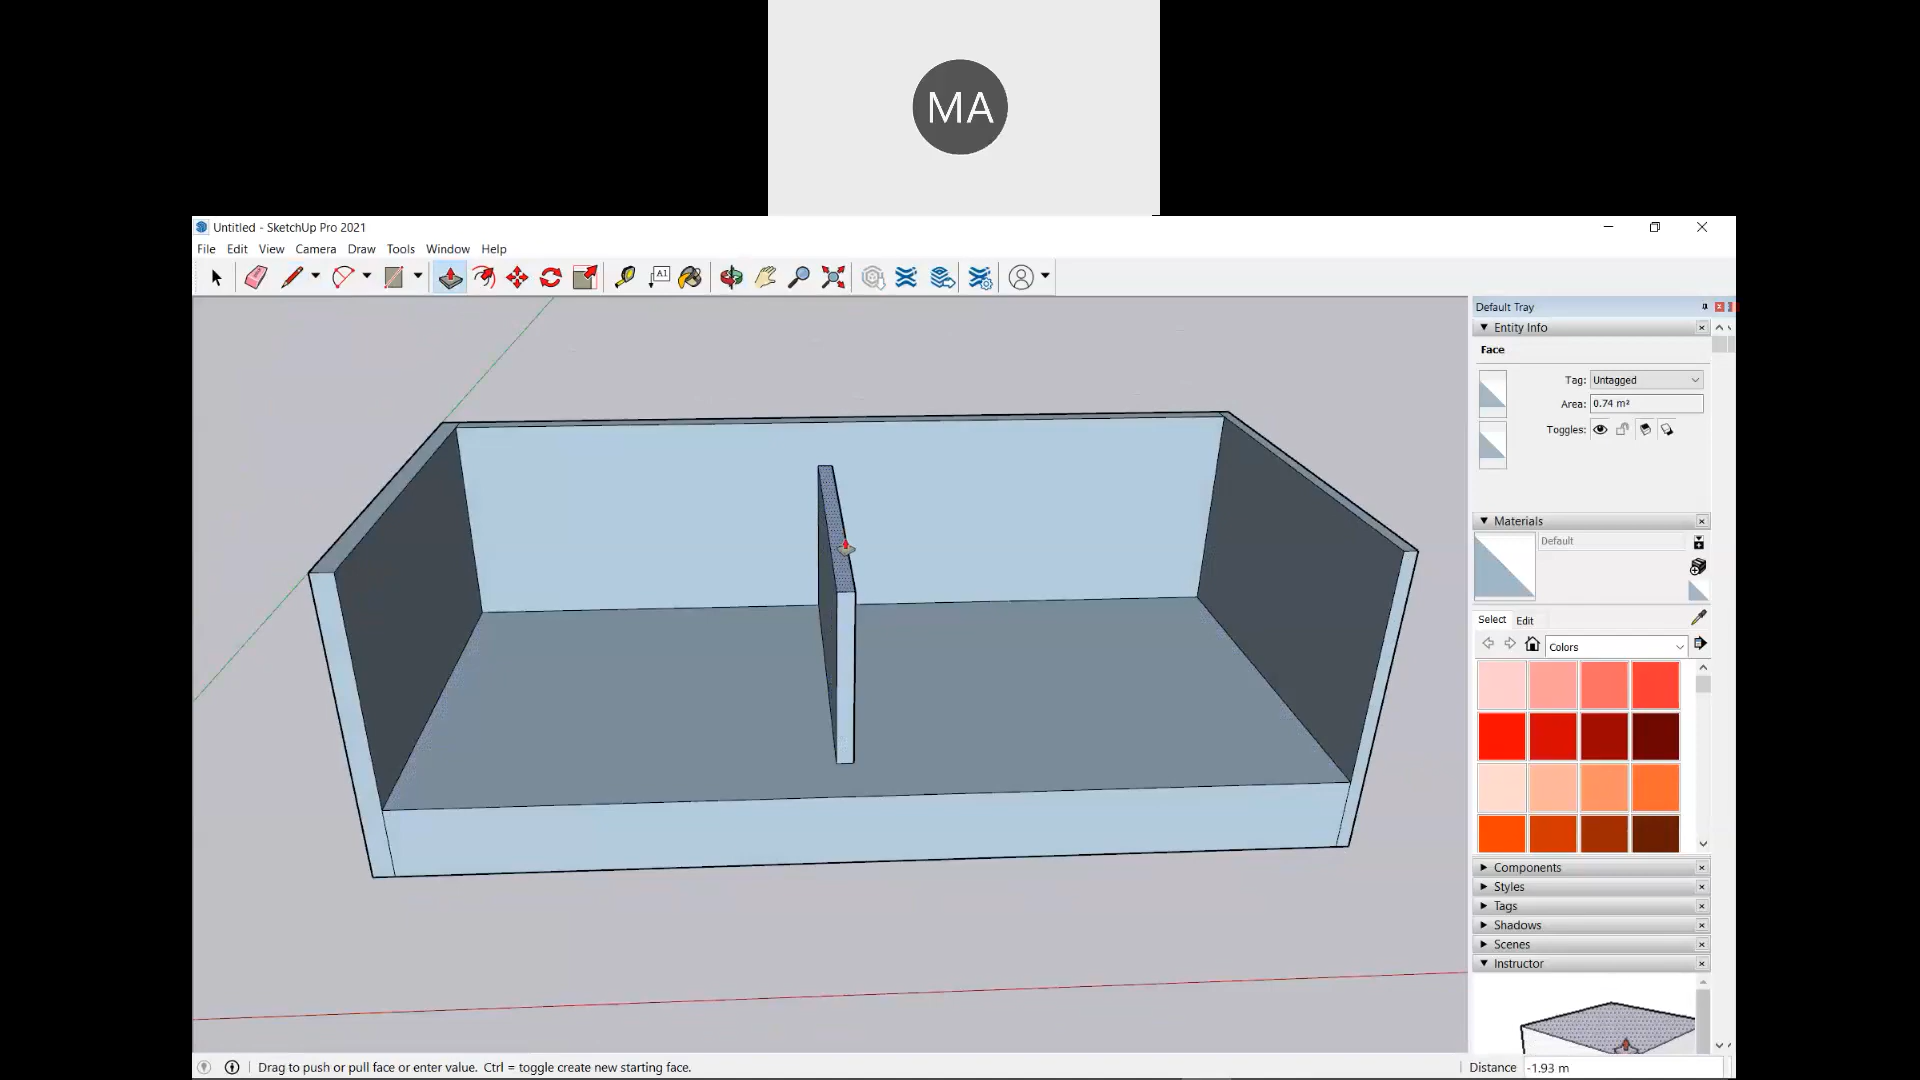 MA
Untitled - SketchUp Pro 2021
File Edit View Camera Draw Tools Window Help
A1
Default Tray
Entity Info
Face
Tag: Untagged
Area: 0.74 m²
Toggles:
Materials
Default
Select Edit
Colors
Components
Styles
Tags
Shadows
Scenes
Instructor
Drag to push or pull face or enter value. Ctrl = toggle create new starting face.
Distance -1.93 m